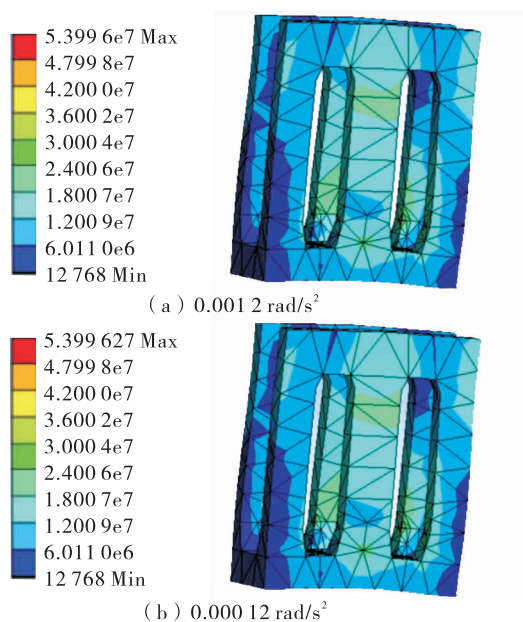 5.399 6e7 Max
4.799 8e7
4.200 0e7
3.600 2e7
3.000 4e7
2.400 6e7
1.800 7e7
1.200 9e7
6.011 0e6
12 768 Min
(a) 0.001 2 rad/s²
5.399 627 Max
4.799 8e7
4.200 0e7
3.600 2e7
3.000 4e7
2.400 6e7
1.800 7e7
1.200 9e7
6.011 0e6
12 768 Min
(b) 0.000 12 rad/s²